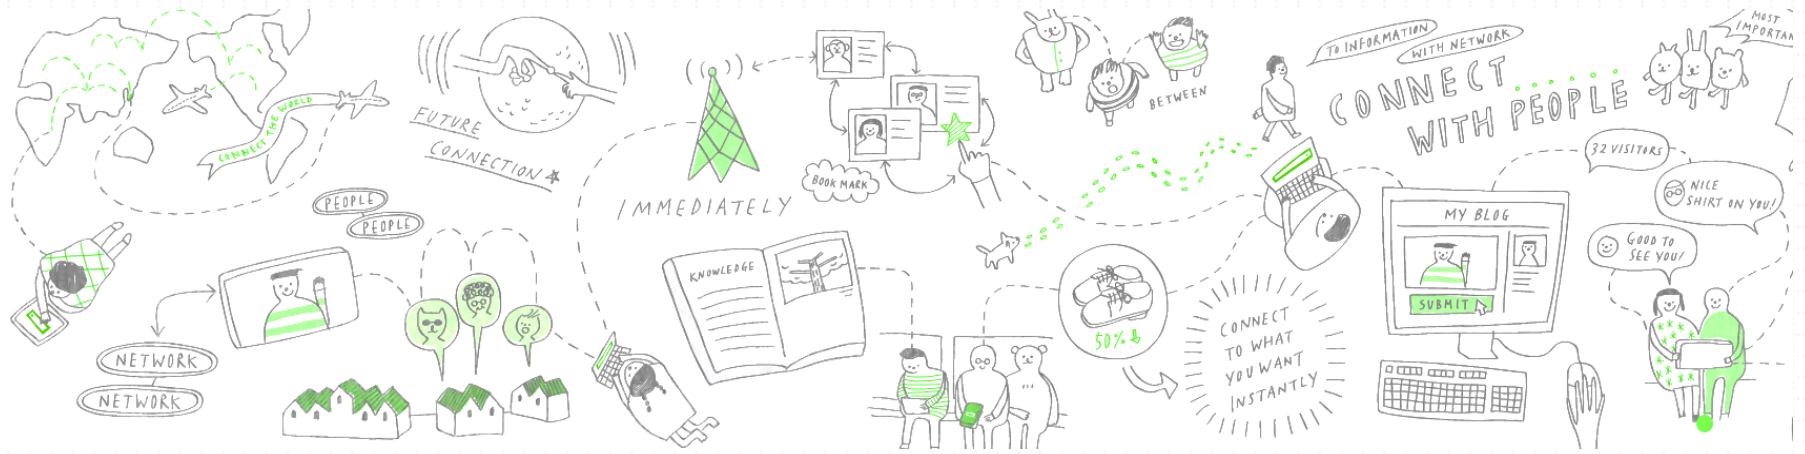 CONNECT THE WORLD
FUTURE
CONNECTION
PEOPLE
PEOPLE
NETWORK
NETWORK
IMMEDIATELY
BOOK MARK
KNOWLEDGE
BETWEEN
50%
CONNECT
TO WHAT
YOU WANT
INSTANTLY
TO INFORMATION
WITH NETWORK
CONNECT
WITH PEOPLE
MOST
IMPORTAN
32 VISITORS
NICE
SHIRT ON YOU!
GOOD TO
SEE YOU!
MY BLOG
SUBMIT